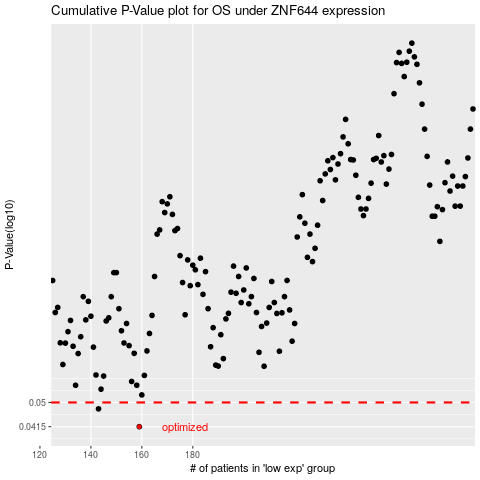 Cumulative P-Value plot for OS under ZNF644 expression
P-Value(log10)
0.05
0.0415
optimized
120 140 160 180
# of patients in 'low exp' group